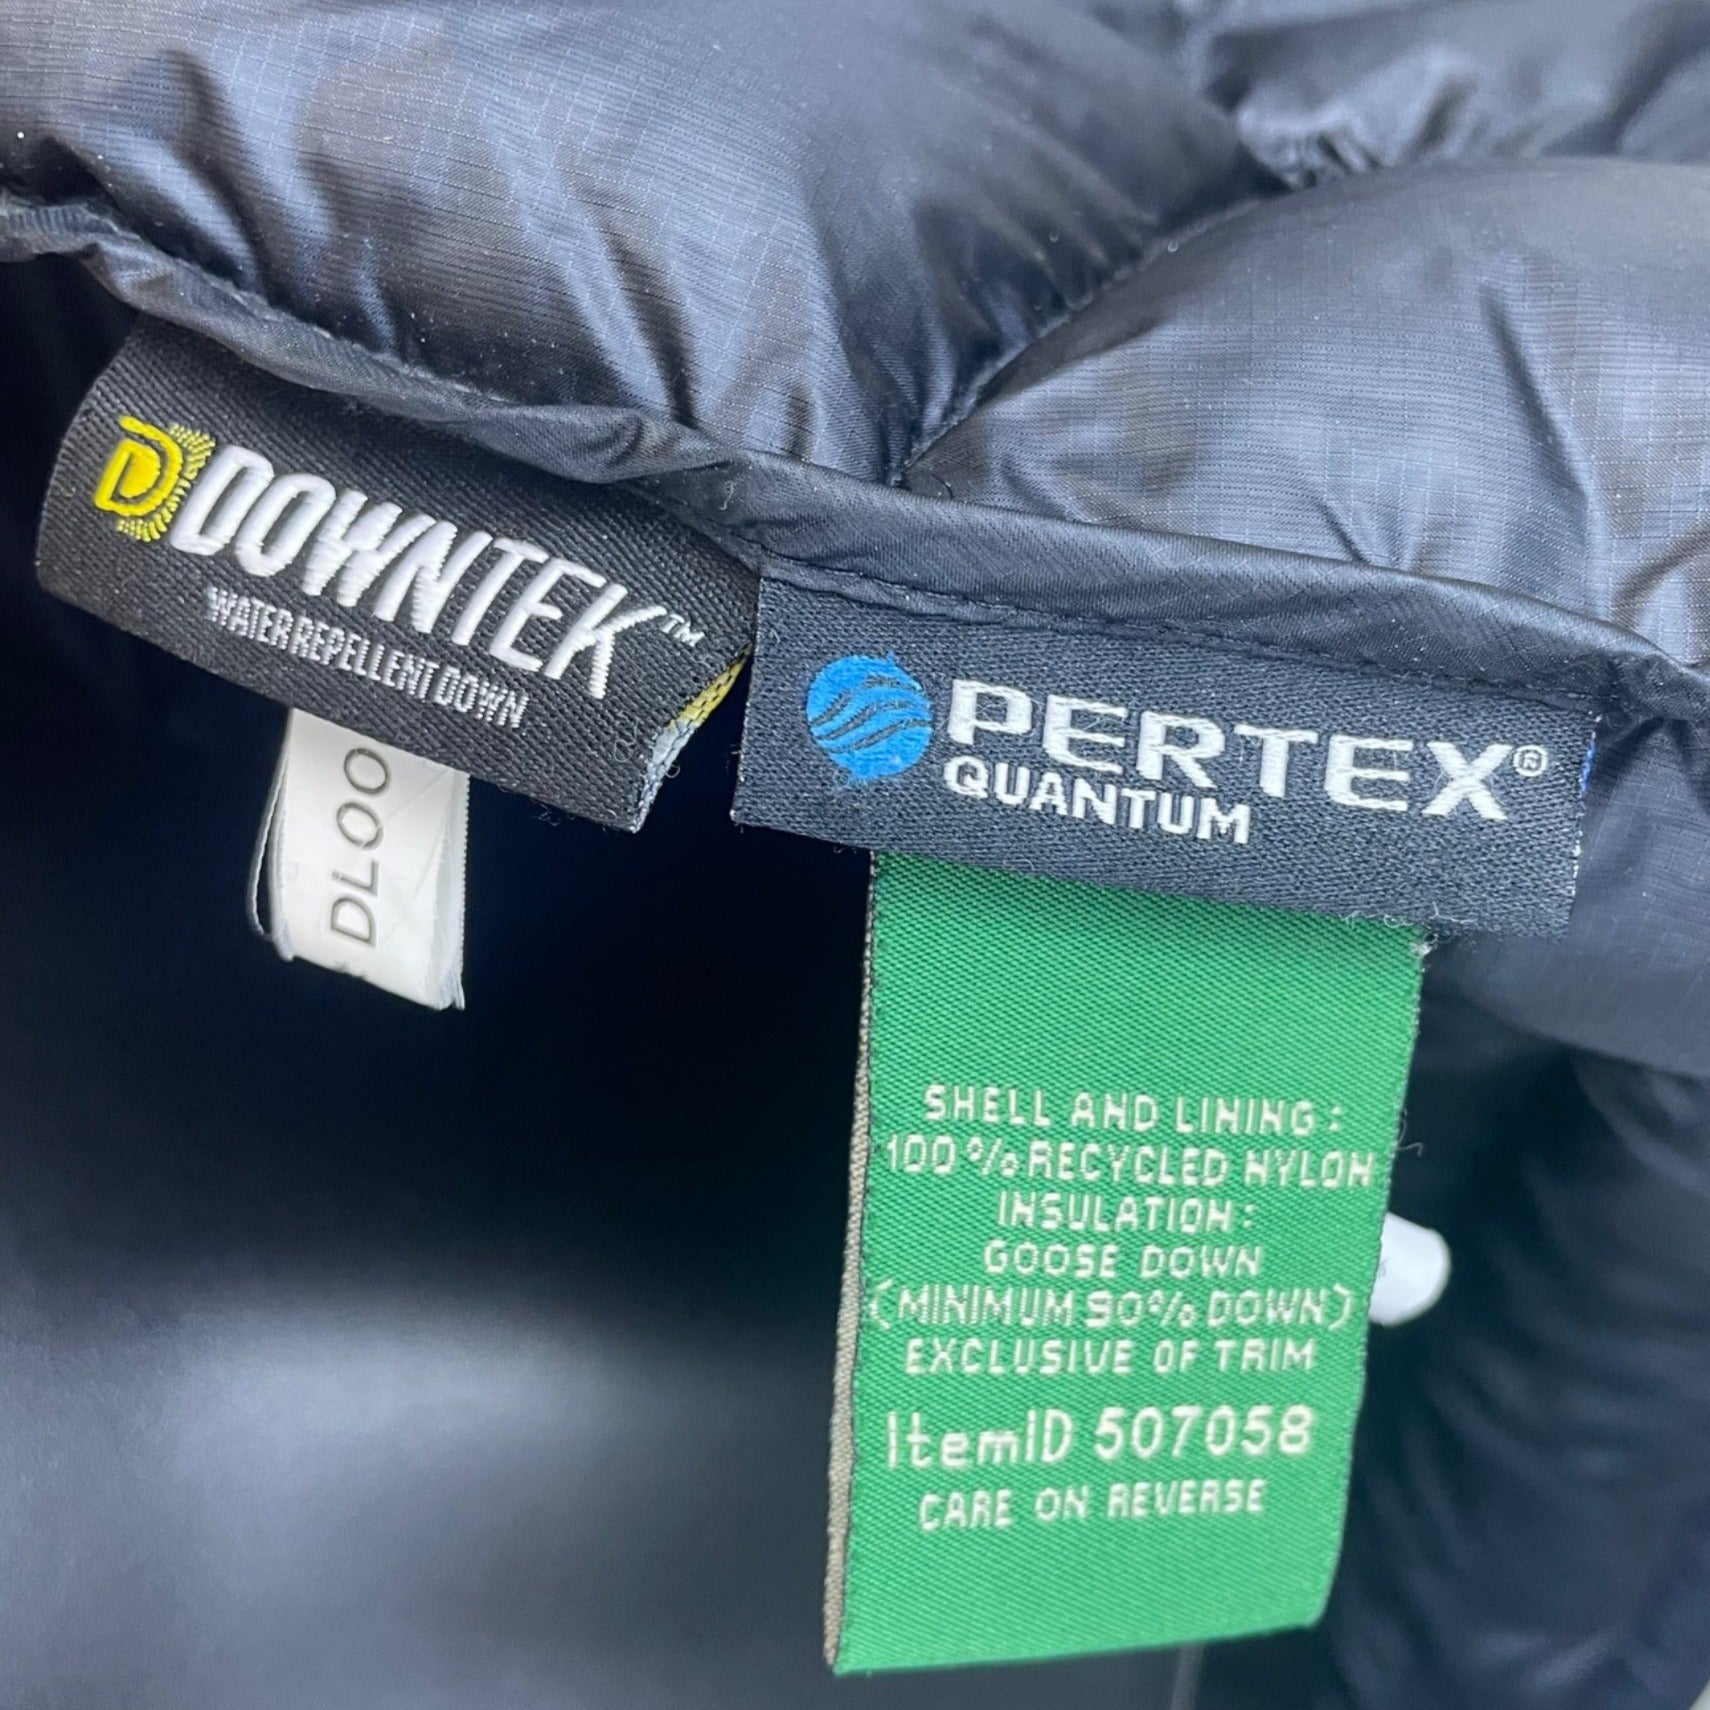 DOWNTEK™
WATER REPELLENT DOWN
DLOO
PERTEX®
QUANTUM
SHELL AND LINING:
100% RECYCLED NYLON
INSULATION:
GOOSE DOWN
(MINIMUM 90% DOWN)
EXCLUSIVE OF TRIM
ItemID 507058
CARE ON REVERSE